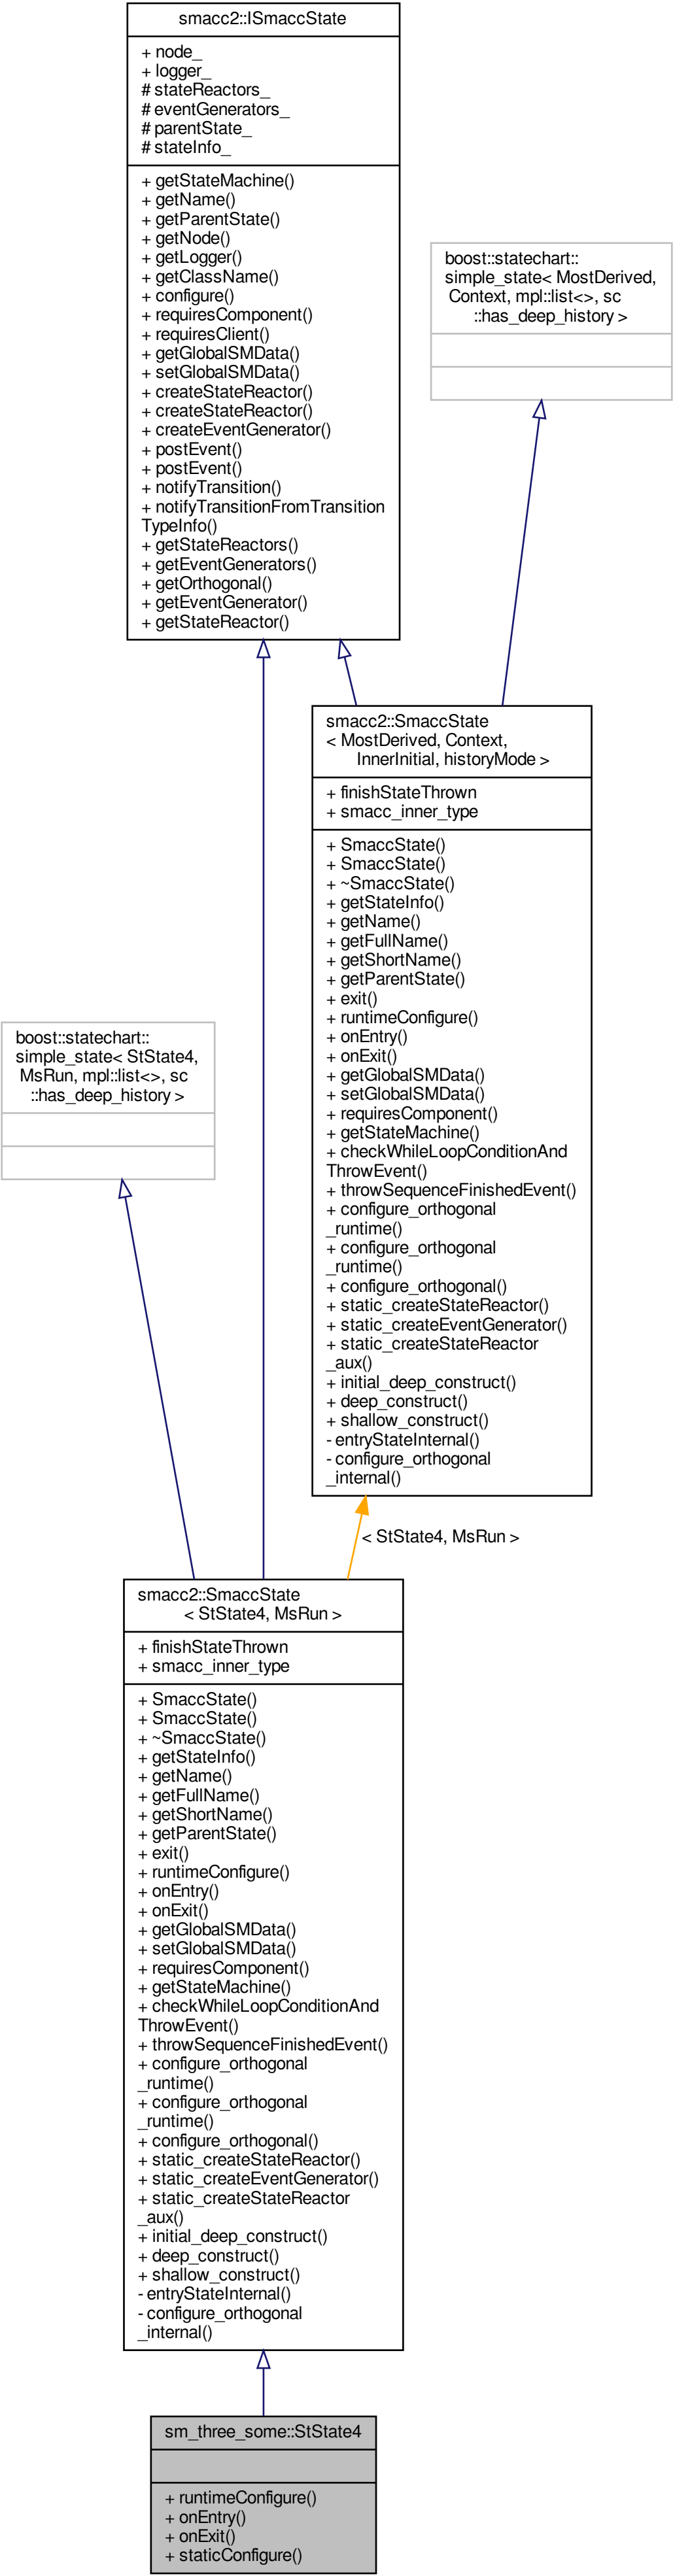 smacc2::ISmaccState
+ node_
+ logger_
# stateReactors_
# eventGenerators_
# parentState_
# stateInfo_
+ getStateMachine()
+ getName()
+ getParentState()
+ getNode()
+ getLogger()
+ getClassName()
+ configure()
+ requiresComponent()
+ requiresClient()
+ getGlobalSMData()
+ setGlobalSMData()
+ createStateReactor()
+ createStateReactor()
+ createEventGenerator()
+ postEvent()
+ postEvent()
+ notifyTransition()
+ notifyTransitionFromTransition
TypeInfo()
+ getStateReactors()
+ getEventGenerators()
+ getOrthogonal()
+ getEventGenerator()
+ getStateReactor()
boost::statechart::
simple_state< MostDerived,
Context, mpl::list<>, sc
::has_deep_history >
smacc2::SmaccState
< MostDerived, Context,
InnerInitial, historyMode >
+ finishStateThrown
+ smacc_inner_type
+ SmaccState()
+ SmaccState()
+ ~SmaccState()
+ getStateInfo()
+ getName()
+ getFullName()
+ getShortName()
+ getParentState()
+ exit()
+ runtimeConfigure()
+ onEntry()
+ onExit()
+ getGlobalSMData()
+ setGlobalSMData()
+ requiresComponent()
+ getStateMachine()
+ checkWhileLoopConditionAnd
ThrowEvent()
+ throwSequenceFinishedEvent()
+ configure_orthogonal
_runtime()
+ configure_orthogonal
_runtime()
+ configure_orthogonal()
+ static_createStateReactor()
+ static_createEventGenerator()
+ static_createStateReactor
_aux()
+ initial_deep_construct()
+ deep_construct()
+ shallow_construct()
- entryStateInternal()
- configure_orthogonal
_internal()
boost::statechart::
simple_state< StState4,
MsRun, mpl::list<>, sc
::has_deep_history >
< StState4, MsRun >
smacc2::SmaccState
< StState4, MsRun >
+ finishStateThrown
+ smacc_inner_type
+ SmaccState()
+ SmaccState()
+ ~SmaccState()
+ getStateInfo()
+ getName()
+ getFullName()
+ getShortName()
+ getParentState()
+ exit()
+ runtimeConfigure()
+ onEntry()
+ onExit()
+ getGlobalSMData()
+ setGlobalSMData()
+ requiresComponent()
+ getStateMachine()
+ checkWhileLoopConditionAnd
ThrowEvent()
+ throwSequenceFinishedEvent()
+ configure_orthogonal
_runtime()
+ configure_orthogonal
_runtime()
+ configure_orthogonal()
+ static_createStateReactor()
+ static_createEventGenerator()
+ static_createStateReactor
_aux()
+ initial_deep_construct()
+ deep_construct()
+ shallow_construct()
- entryStateInternal()
- configure_orthogonal
_internal()
sm_three_some::StState4
+ runtimeConfigure()
+ onEntry()
+ onExit()
+ staticConfigure()